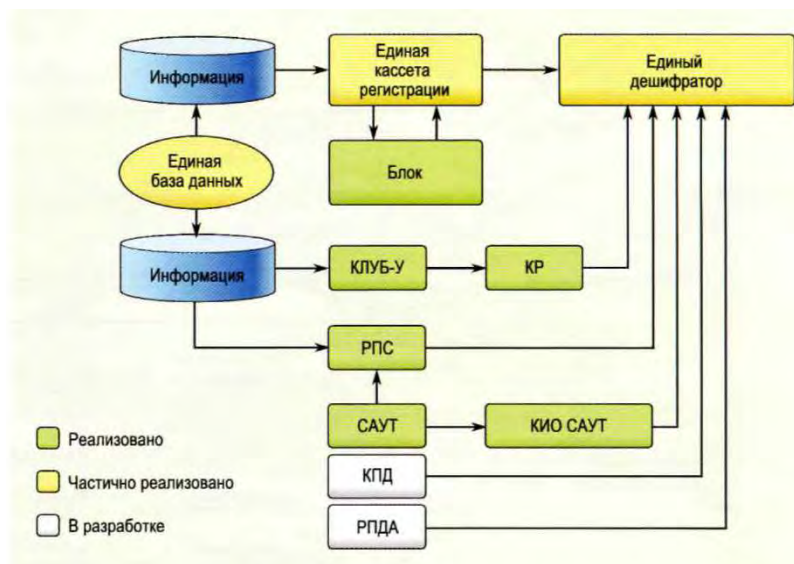 Информация
Единая
кассета
регистрации
Единый
дешифратор
Единая
база данных
Блок
Информация
КЛУБ-У
КР
РПС
САУТ
КИО САУТ
КПД
РПДА
Реализовано
Частично реализовано
В разработке